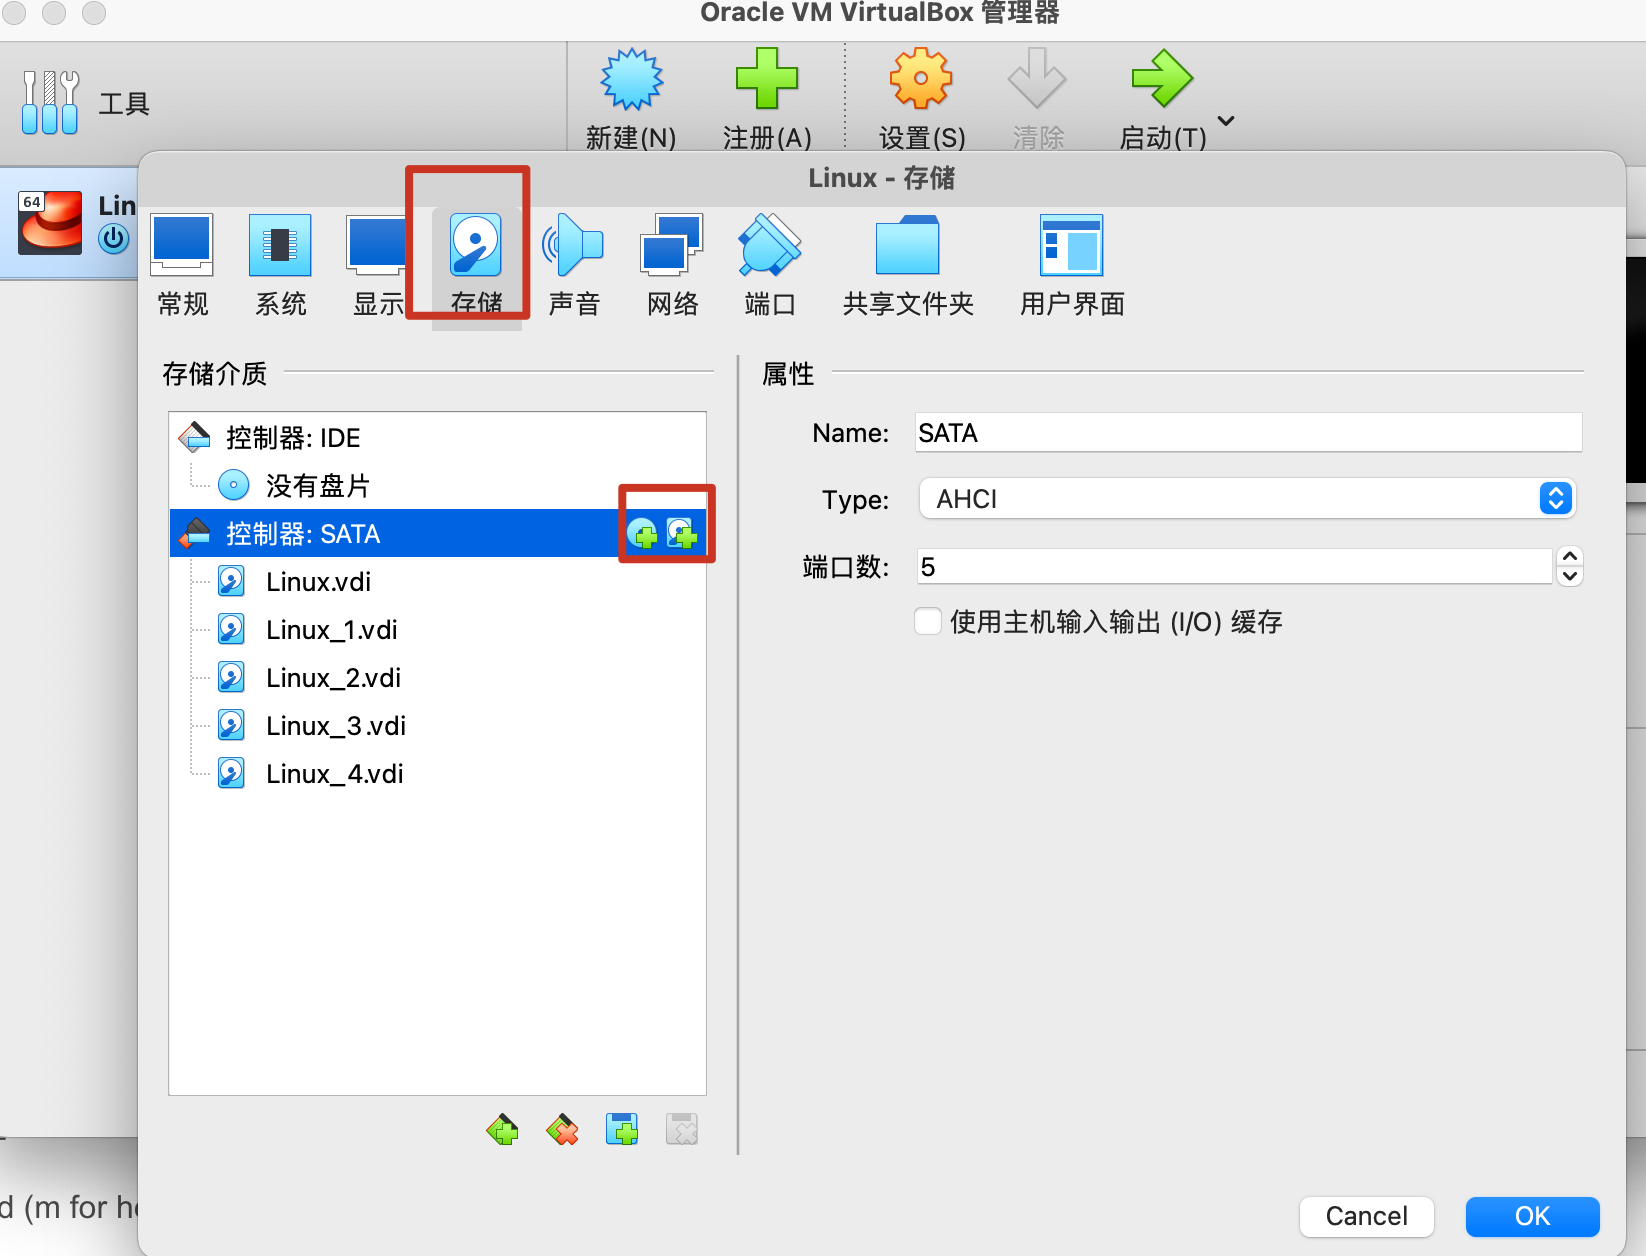 Oracle VM VirtualBox 管理器
工具
新建(N)
注册(A)
设置(S)
清除
启动(T)
64
Lin
Linux - 存储
常规
系统
显示
存储
声音
网络
端口
共享文件夹
用户界面
存储介质
控制器: IDE
没有盘片
控制器: SATA
Linux.vdi
Linux_1.vdi
Linux_2.vdi
Linux_3.vdi
Linux_4.vdi
属性
Name: SATA
Type: AHCI
端口数: 5
使用主机输入输出 (I/O) 缓存
d (m for he
Cancel
OK